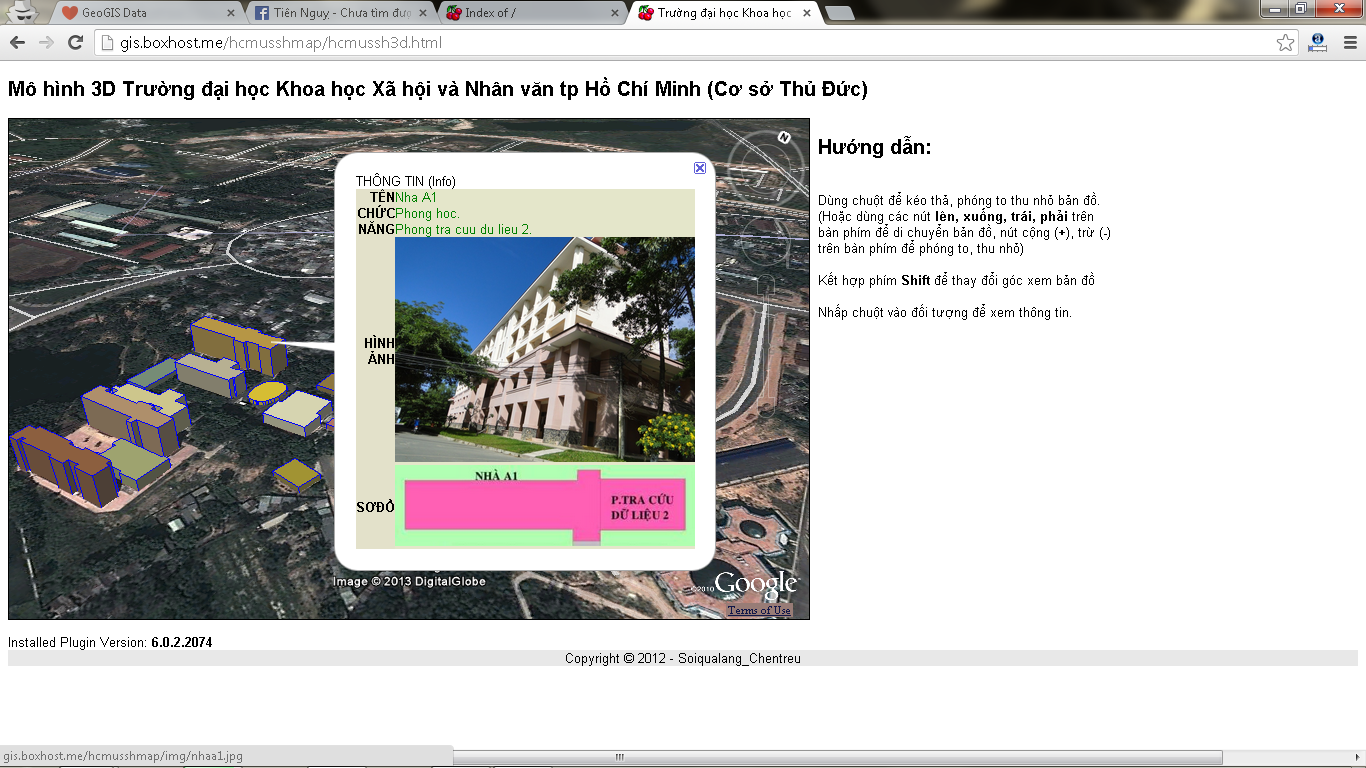 GeoGIS Data
Tiên Nguỵ - Chưa tìm đượ
Index of /
Trường đại học Khoa học
gis.boxhost.me/hcmusshmap/hcmussh3d.html
Mô hình 3D Trường đại học Khoa học Xã hội và Nhân văn tp Hồ Chí Minh (Cơ sở Thủ Đức)
N
THÔNG TIN (Info)
TÊN Nha A1
CHỨC Phong hoc.
NĂNG Phong tra cuu du lieu 2.
HÌNH
ẢNH
SƠ ĐỒ
NHÀ A1
P.TRA CỨU
DỮ LIỆU 2
Image © 2013 DigitalGlobe
©2010 Google
Terms of Use
Hướng dẫn:
Dùng chuột để kéo thả, phóng to thu nhỏ bản đồ.
(Hoặc dùng các nút lên, xuống, trái, phải trên
bàn phím để di chuyển bản đồ, nút cộng (+), trừ (-)
trên bàn phím để phóng to, thu nhỏ)
Kết hợp phím Shift để thay đổi góc xem bản đồ
Nhấp chuột vào đối tượng để xem thông tin.
Installed Plugin Version: 6.0.2.2074
Copyright © 2012 - Soiqualang_Chentreu
gis.boxhost.me/hcmusshmap/img/nhaa1.jpg